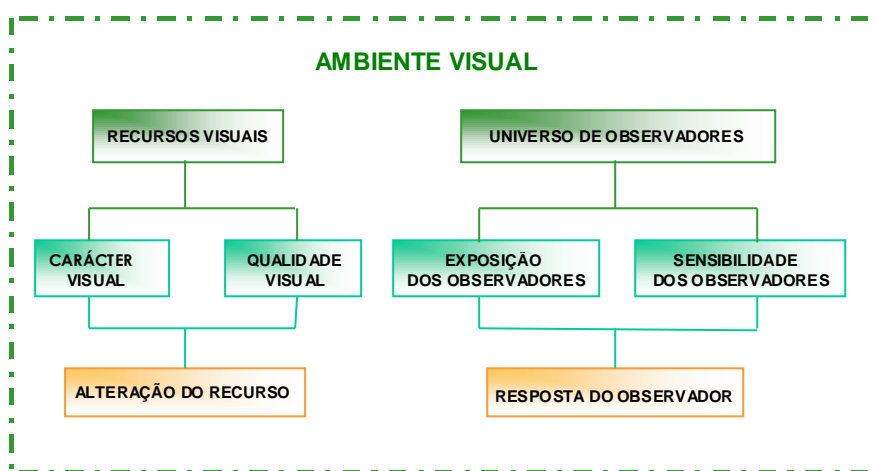 AMBIENTE VISUAL
RECURSOS VISUAIS
UNIVERSO DE OBSERVADORES
CARÁCTER
VISUAL
QUALIDADE
VISUAL
EXPOSIÇÃO
DOS OBSERVADORES
SENSIBILIDADE
DOS OBSERVADORES
ALTERAÇÃO DO RECURSO
RESPOSTA DO OBSERVADOR